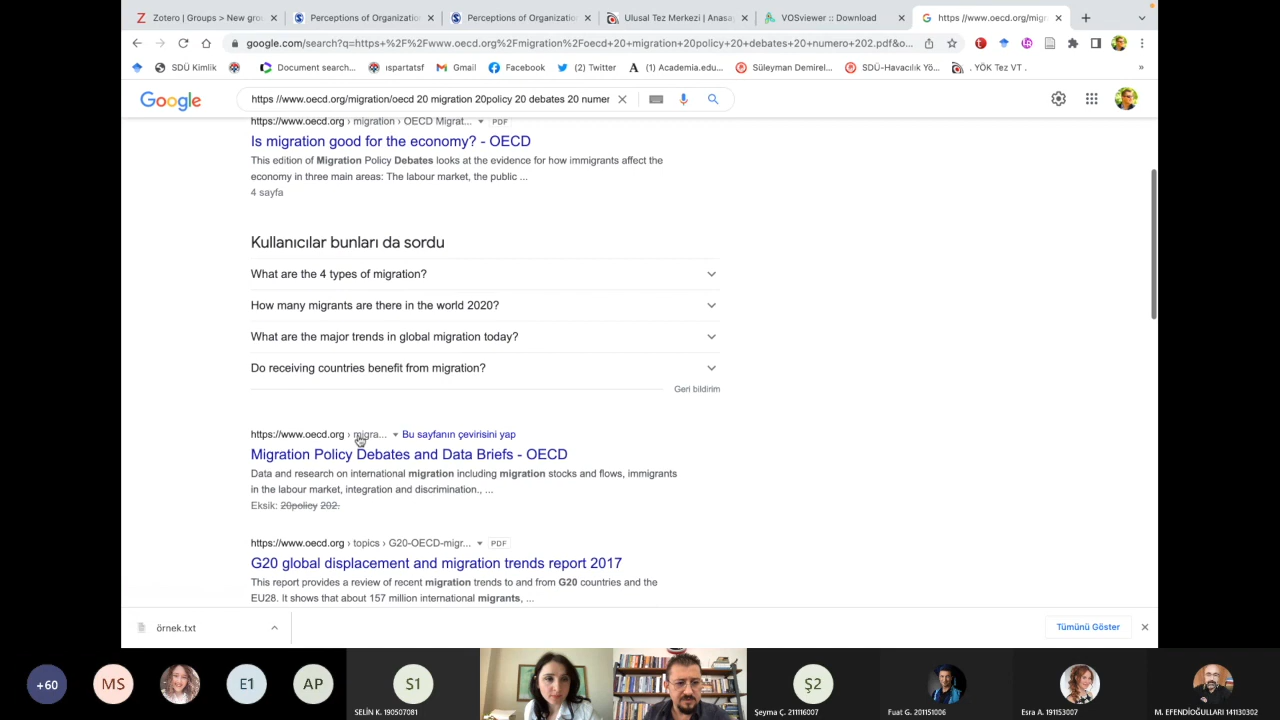 Zotero | Groups > New grou
Perceptions of Organizatio
Perceptions of Organizatio
Ulusal Tez Merkezi | Anasa
VOSviewer :: Download
https://www.oecd.org/migr
google.com/search?q=https+%2F%2Fwww.oecd.org%2Fmigration%2Foecd+20+migration+20policy+20+debates+20+numero+202.pdf&o...
SDÜ Kimlik
Document search...
ispartatsf
Gmail
Facebook
(2) Twitter
(1) Academia.edu...
Süleyman Demirel...
SDÜ-Havacılık Yö...
. YÖK Tez VT .
»
Google
https //www.oecd.org/migration/oecd 20 migration 20policy 20 debates 20 numer
https://www.oecd.org › migration › OECD Migrat... PDF
Is migration good for the economy? - OECD
This edition of Migration Policy Debates looks at the evidence for how immigrants affect the
economy in three main areas: The labour market, the public ...
4 sayfa
Kullanıcılar bunları da sordu
What are the 4 types of migration?
How many migrants are there in the world 2020?
What are the major trends in global migration today?
Do receiving countries benefit from migration?
Geri bildirim
https://www.oecd.org › migra... Bu sayfanın çevirisini yap
Migration Policy Debates and Data Briefs - OECD
Data and research on international migration including migration stocks and flows, immigrants
in the labour market, integration and discrimination., ...
Eksik: 20policy 202.
https://www.oecd.org › topics › G20-OECD-migr... PDF
G20 global displacement and migration trends report 2017
This report provides a review of recent migration trends to and from G20 countries and the
EU28. It shows that about 157 million international migrants, ...
örnek.txt
Tümünü Göster
+60
MS
E1
AP
S1
Ş2
SELİN K. 190507081
Şeyma Ç. 211116007
Fuat G. 201151006
Esra A. 191153007
M. EFENDİOĞULLARI 14130302